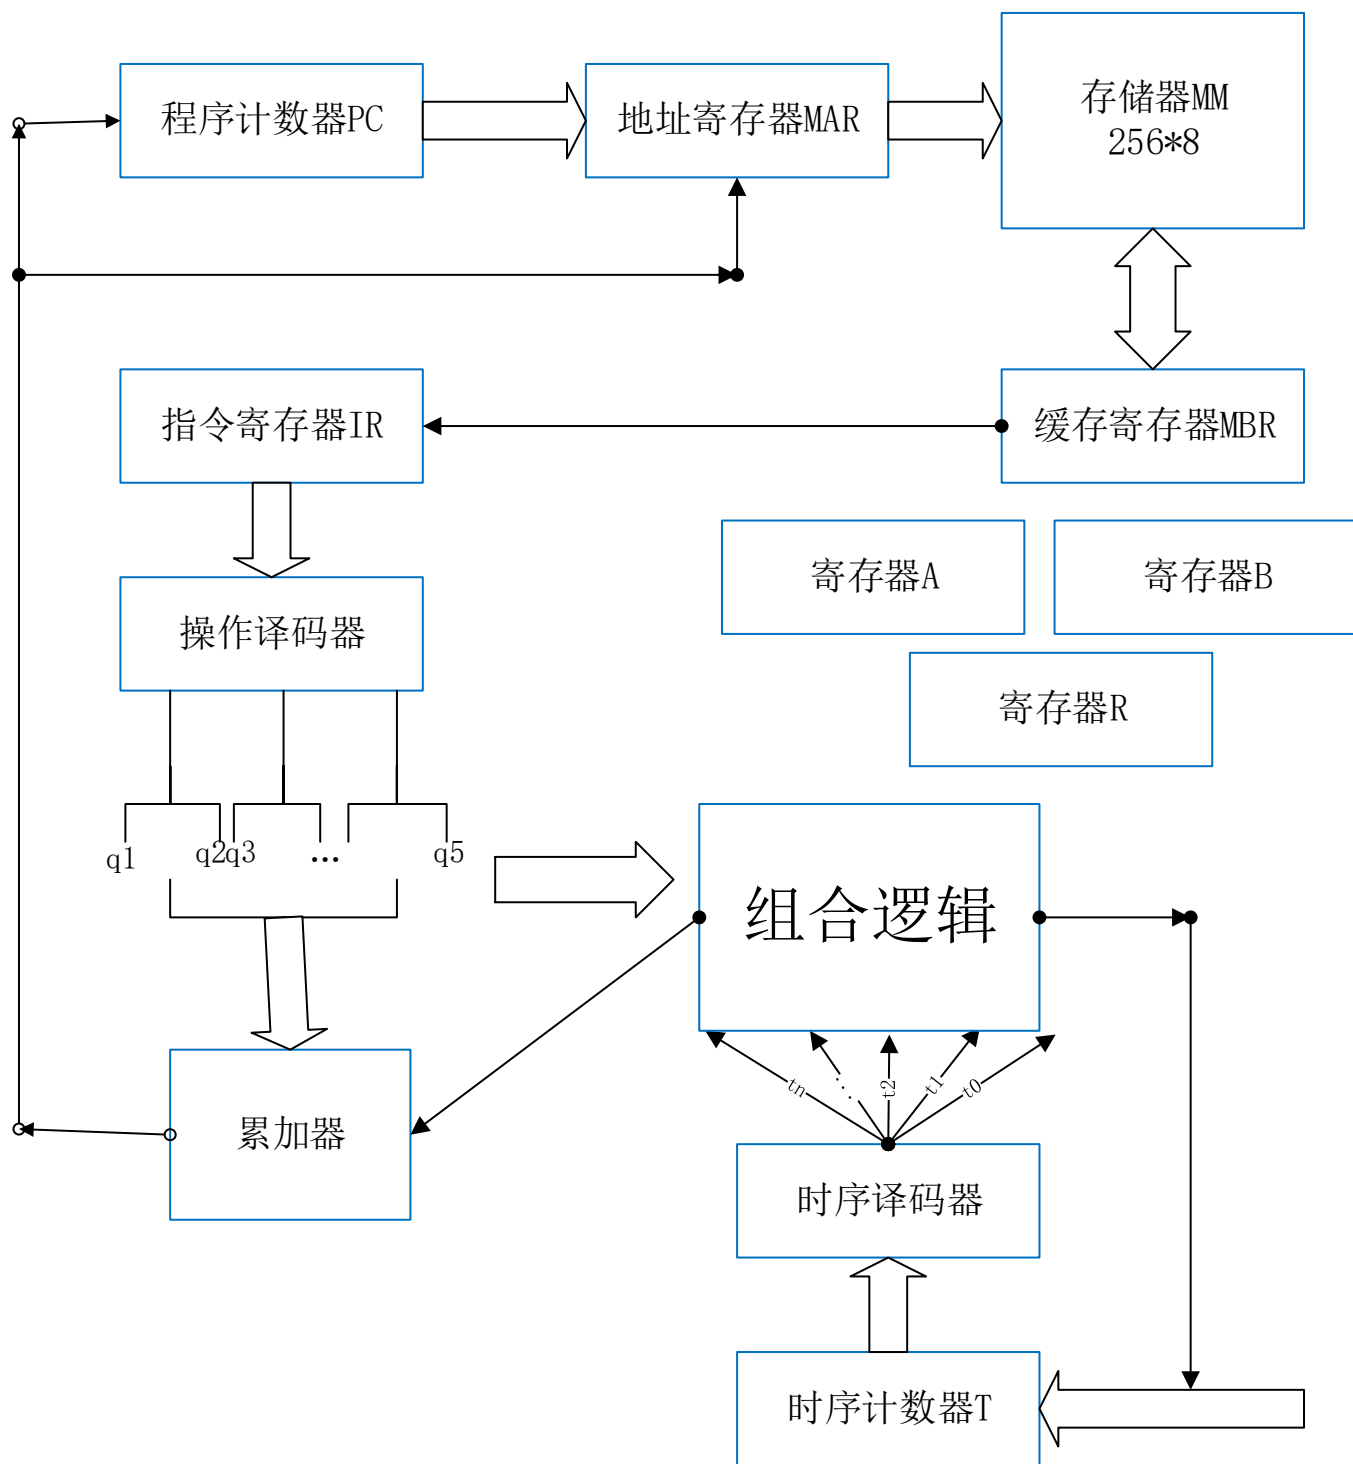 程序计数器PC
地址寄存器MAR
存储器MM
256*8
指令寄存器IR
缓存寄存器MBR
寄存器A
寄存器B
操作译码器
寄存器R
q1
q2
q3
...
q5
组合逻辑
tn
...
t2
t1
t0
累加器
时序译码器
时序计数器T